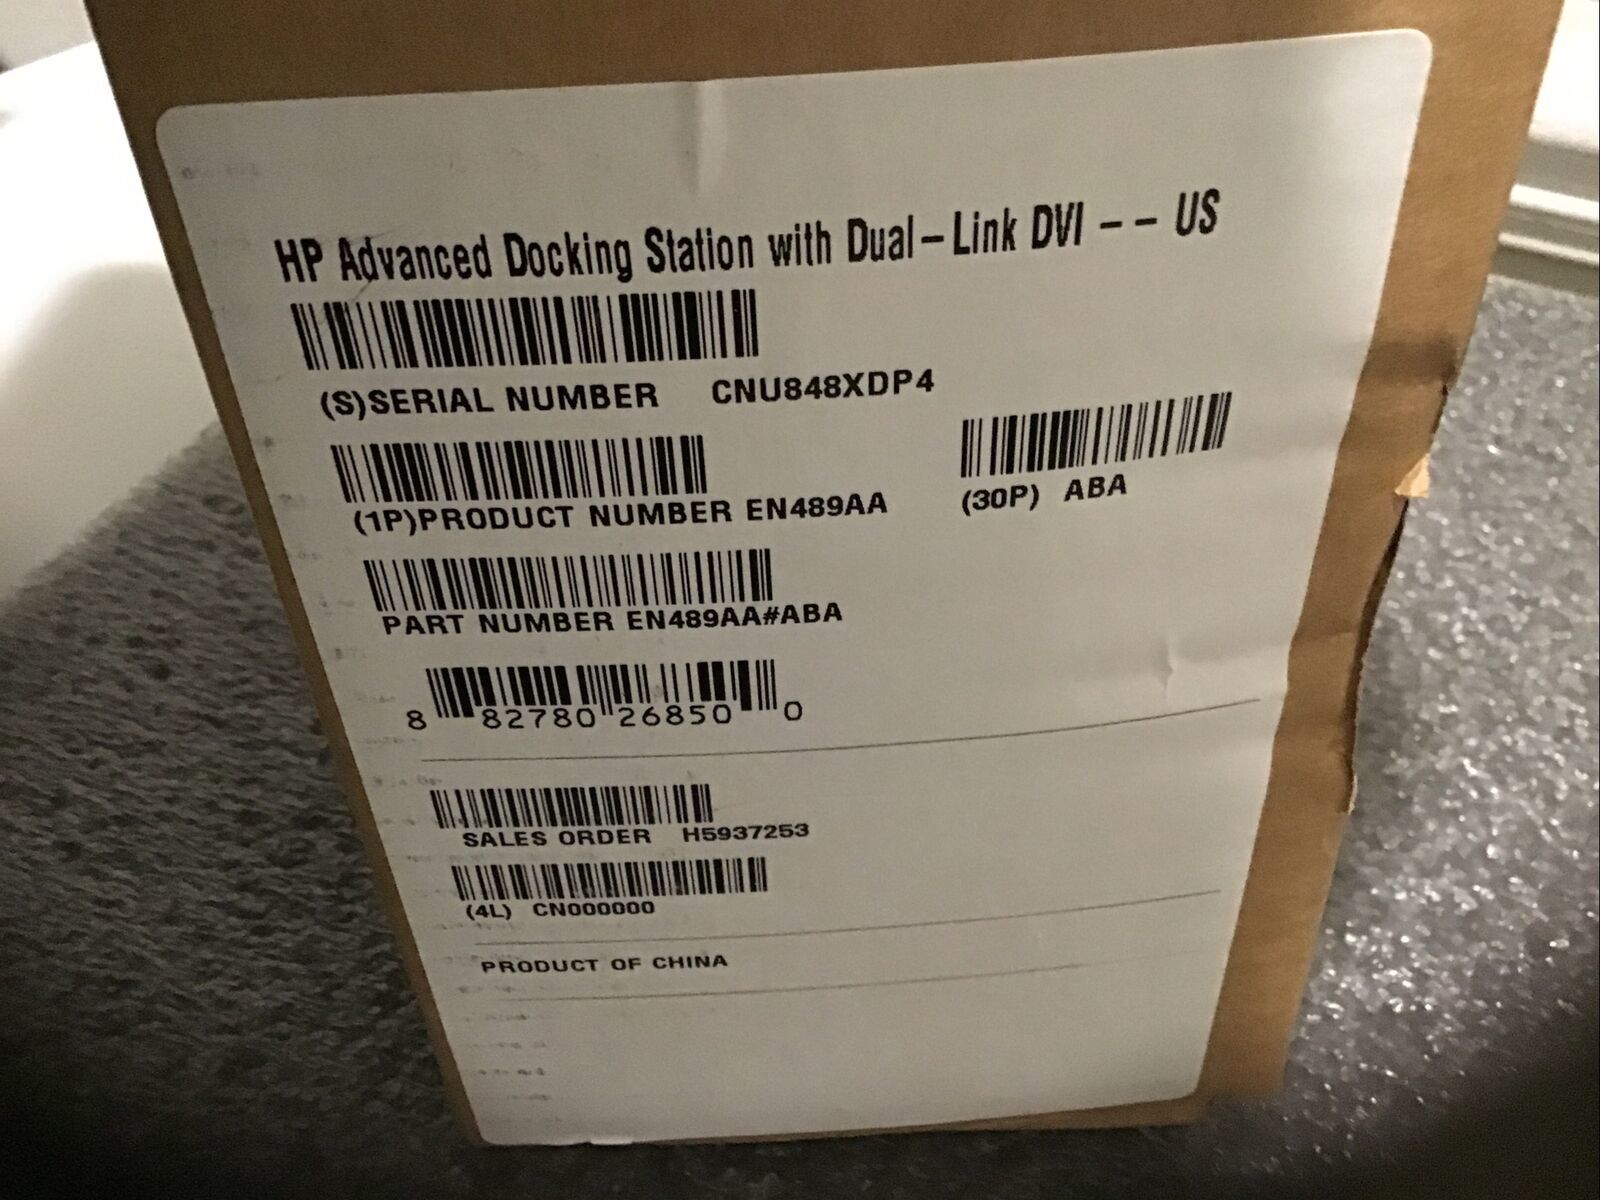 HP Advanced Docking Station with Dual-Link DVI -- US
(S)SERIAL NUMBER CNU848XDP4
(1P)PRODUCT NUMBER EN489AA (30P) ABA
PART NUMBER EN489AA#ABA
8 82780 26850 0
SALES ORDER H5937253
(4L) CN000000
PRODUCT OF CHINA